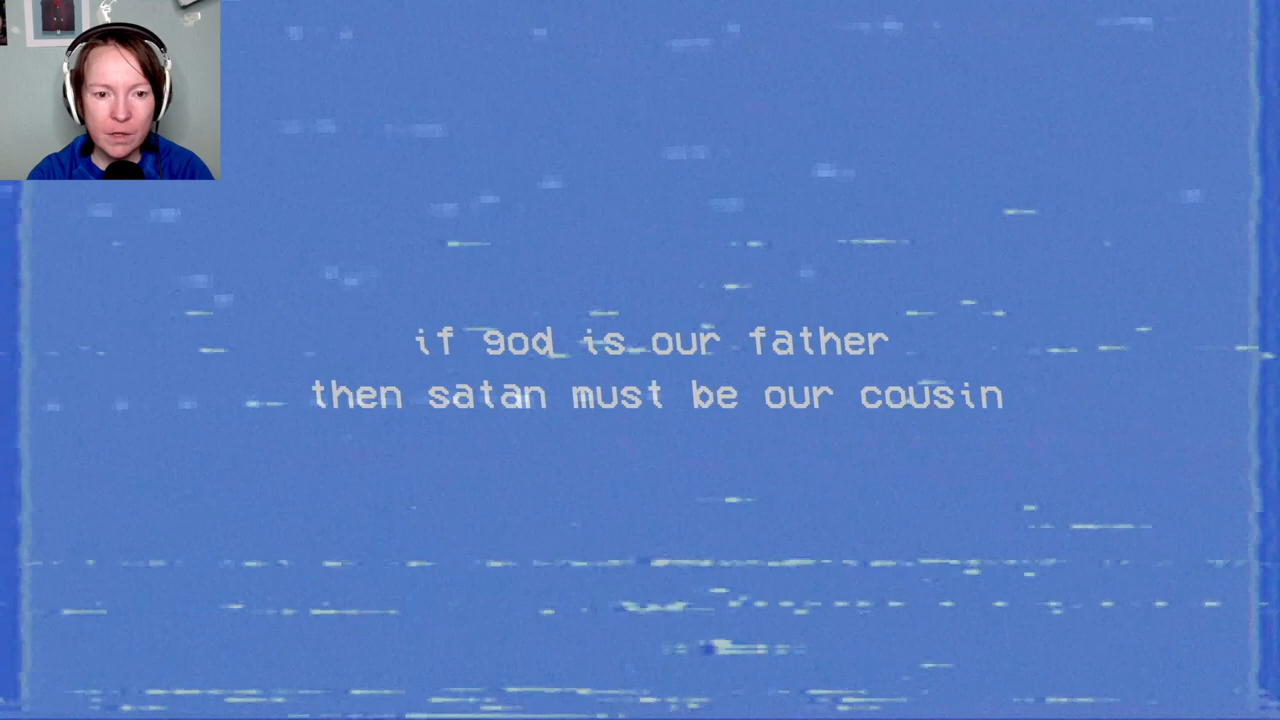 if god is our father
then satan must be our cousin